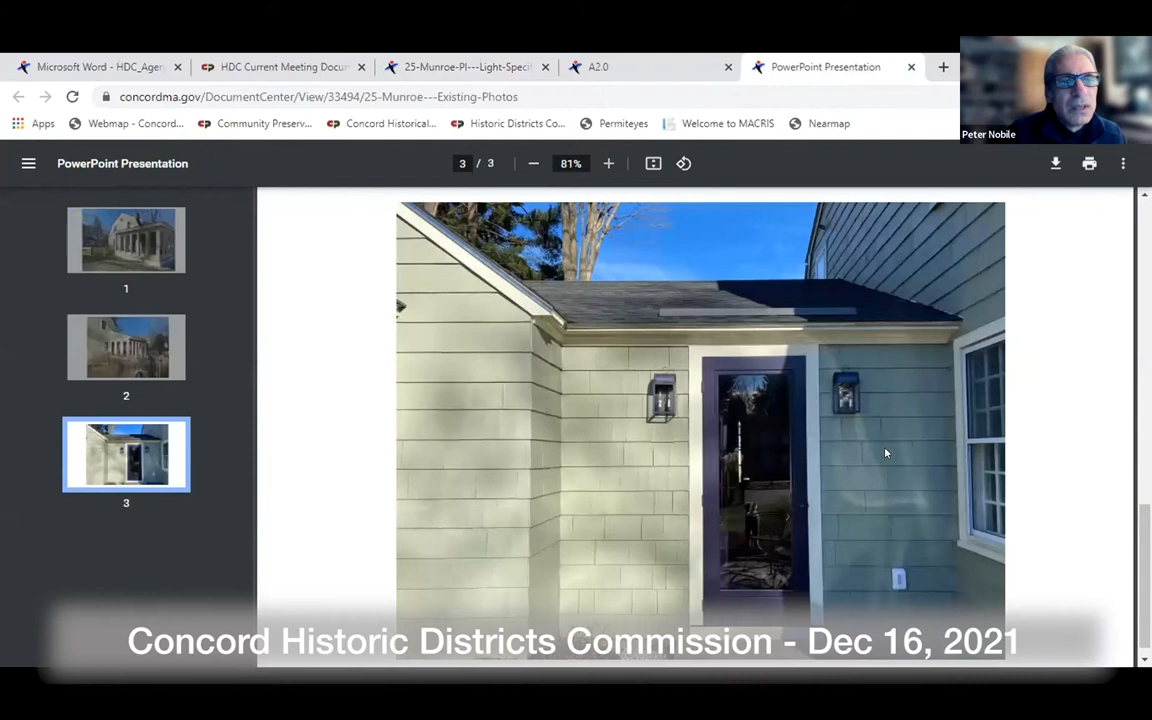 Microsoft Word - HDC_Agen
HDC Current Meeting Docum
25-Munroe-Pl---Light-Specif
A2.0
PowerPoint Presentation
concordma.gov/DocumentCenter/View/33494/25-Munroe---Existing-Photos
Apps
Webmap - Concord...
Community Preserv...
Concord Historical...
Historic Districts Co...
Permiteyes
Welcome to MACRIS
Nearmap
Peter Nobile
PowerPoint Presentation
3 / 3
81%
1
2
3
Concord Historic Districts Commission - Dec 16, 2021